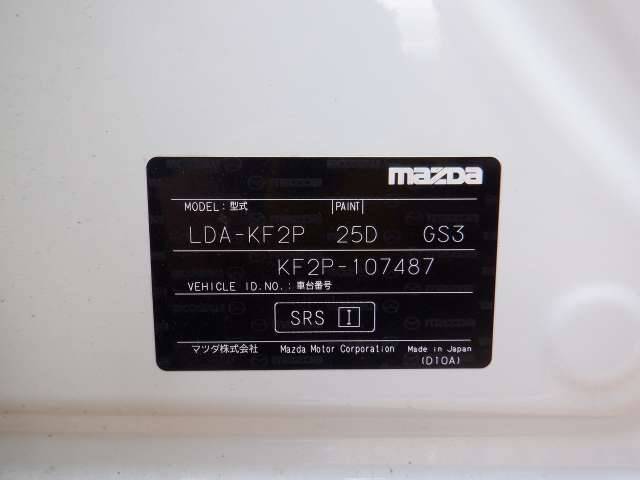 mazda
MODEL: 型式 PAINT
LDA-KF2P 25D GS3
KF2P-107487
VEHICLE ID.NO.: 車台番号
SRS I
マツダ株式会社 Mazda Motor Corporation Made in Japan
(D10A)